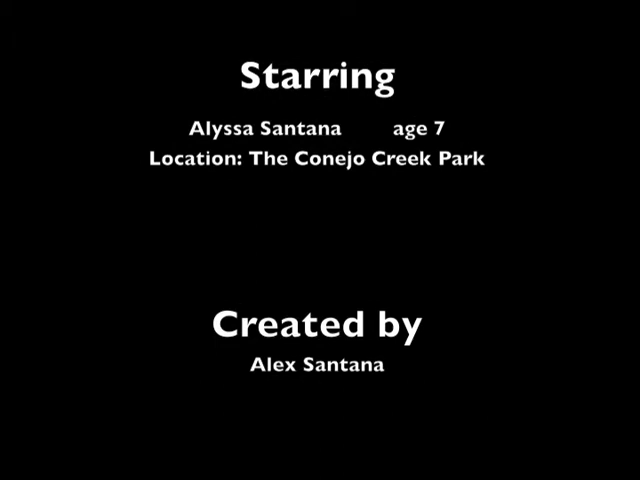 Starring
Alyssa Santana age 7
Location: The Conejo Creek Park
Created by
Alex Santana